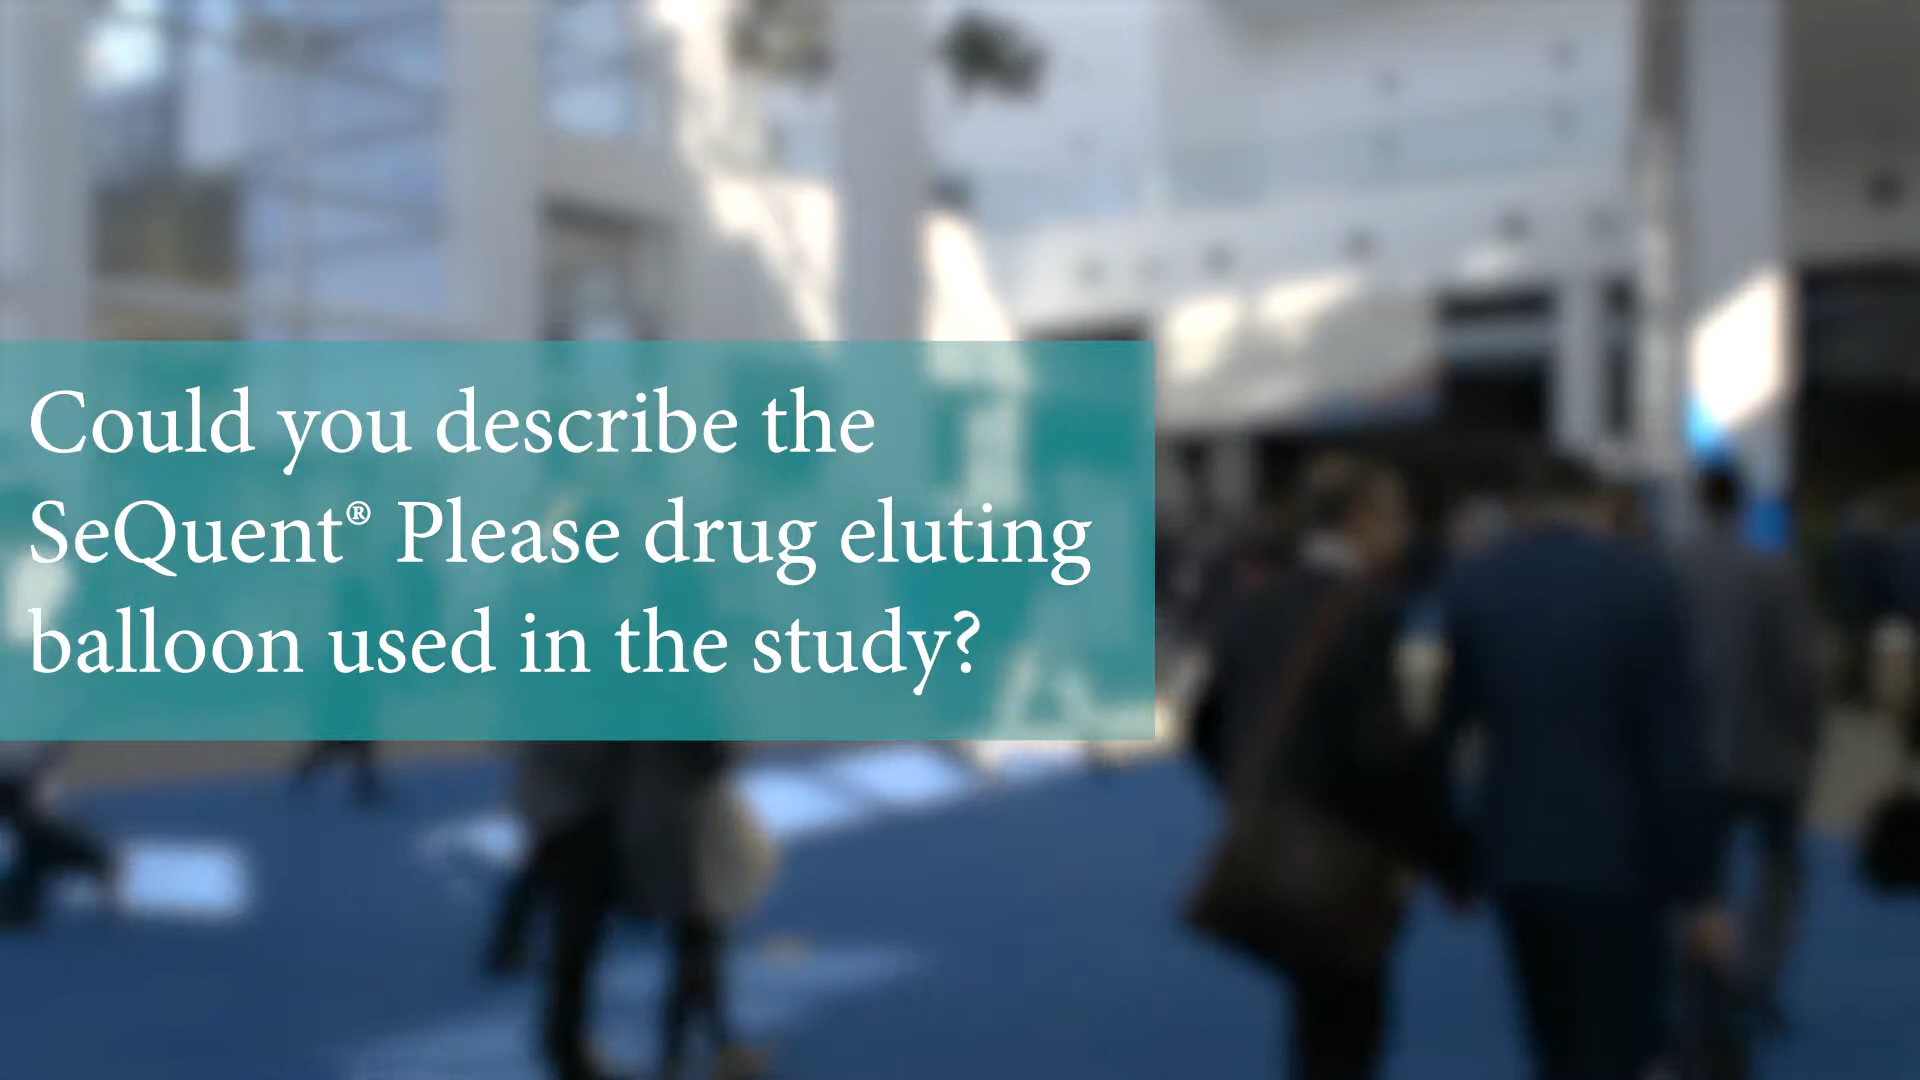 Could you describe the
SeQuent® Please drug eluting
balloon used in the study?